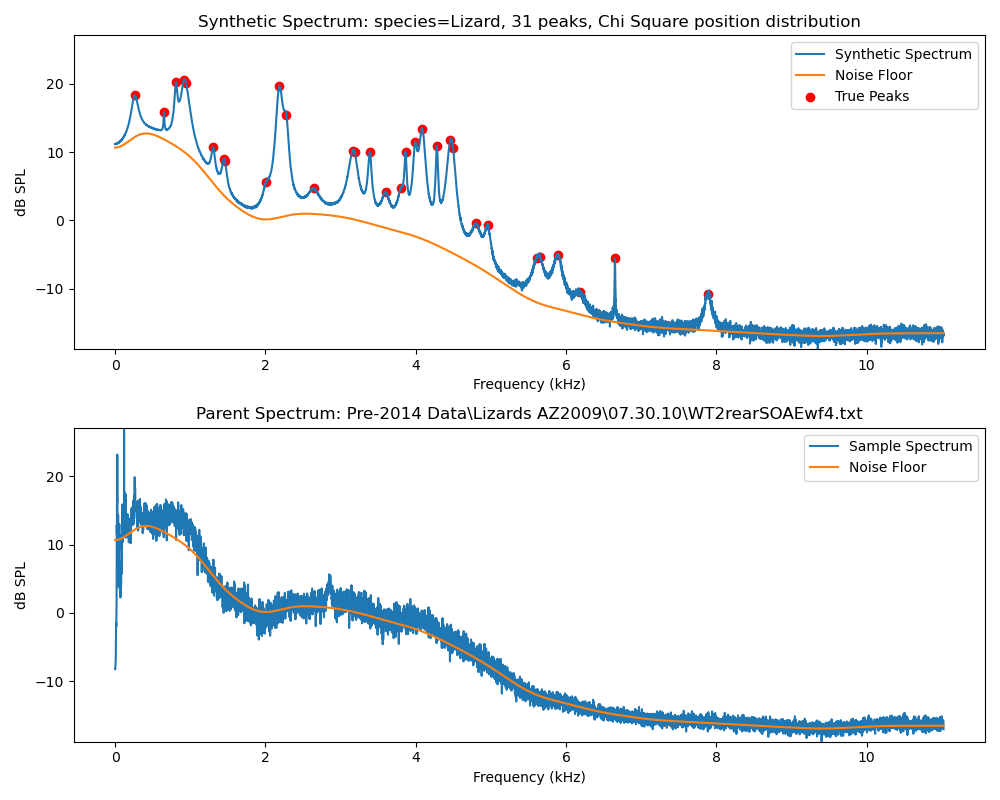 Synthetic Spectrum: species=Lizard, 31 peaks, Chi Square position distribution
Synthetic Spectrum
Noise Floor
True Peaks
20
10
0
−10
dB SPL
0 2 4 6 8 10
Frequency (kHz)
Parent Spectrum: Pre-2014 Data\Lizards AZ2009\07.30.10\WT2rearSOAEwf4.txt
Sample Spectrum
Noise Floor
20
10
0
−10
dB SPL
0 2 4 6 8 10
Frequency (kHz)